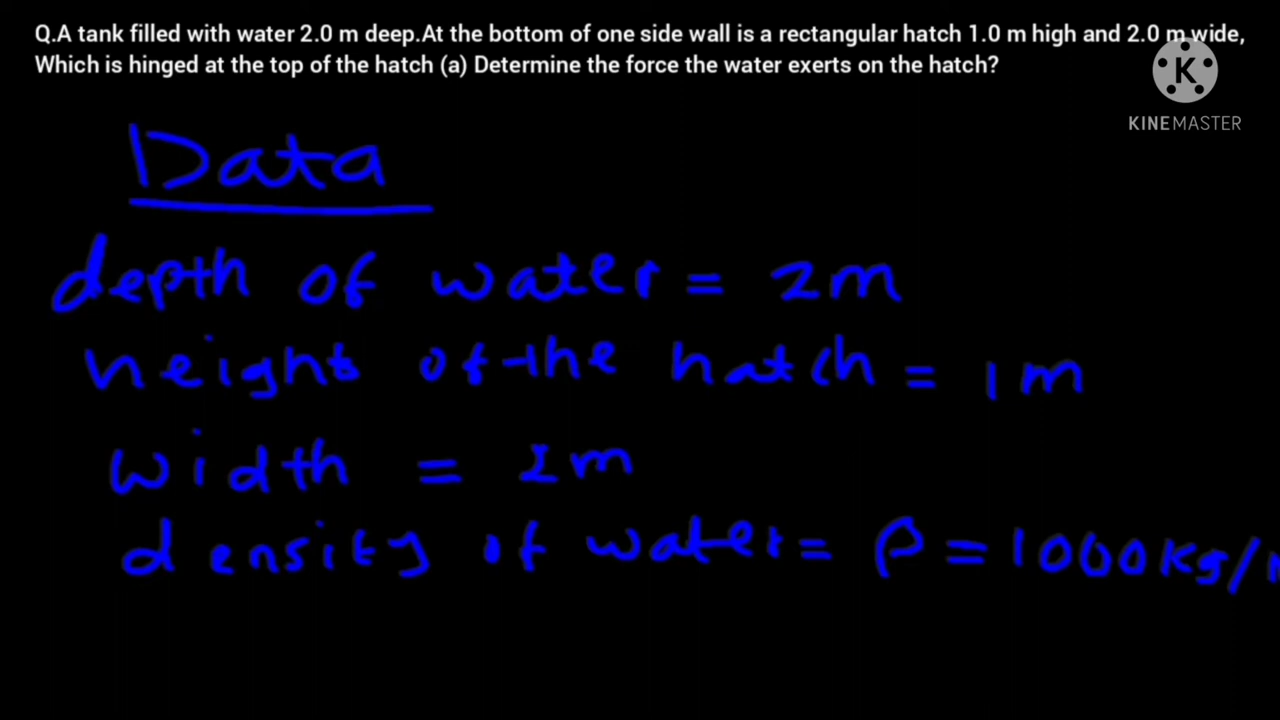 Q.A tank filled with water 2.0 m deep.At the bottom of one side wall is a rectangular hatch 1.0 m high and 2.0 m wide,
Which is hinged at the top of the hatch (a) Determine the force the water exerts on the hatch?
K
KINEMASTER
Data
depth of water = 2m
height of the hatch = 1m
width = 2m
density of water = ρ = 1000kg/